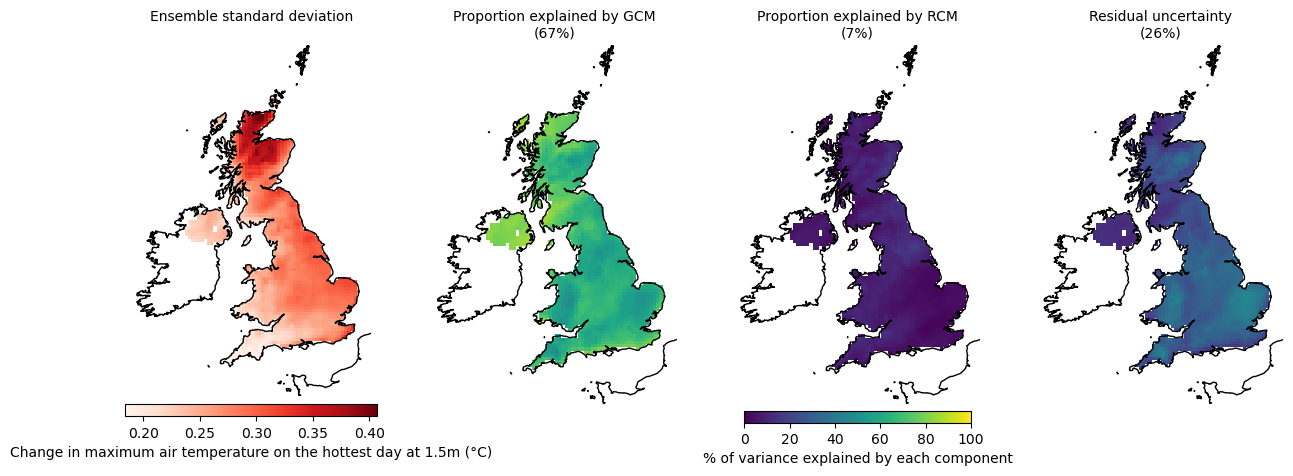 Ensemble standard deviation
Proportion explained by GCM
(67%)
Proportion explained by RCM
(7%)
Residual uncertainty
(26%)
0.20 0.25 0.30 0.35 0.40
Change in maximum air temperature on the hottest day at 1.5m (°C)
0 20 40 60 80 100
% of variance explained by each component